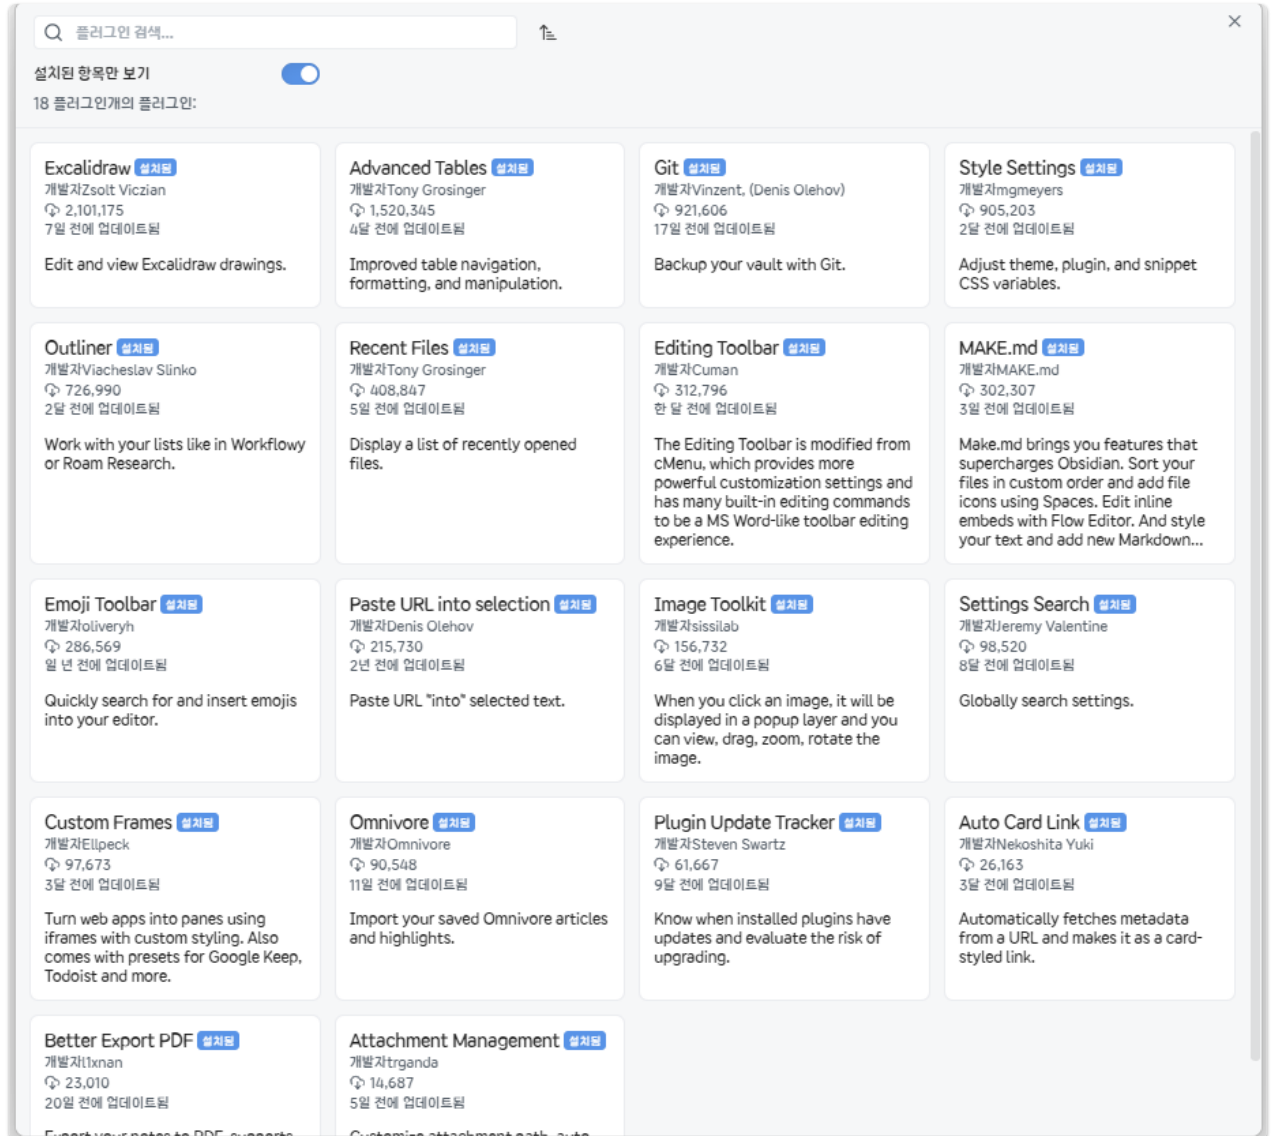 플러그인 검색...
설치된 항목만 보기
18 플러그인개의 플러그인:
Excalidraw 설치됨
개발자Zsolt Viczian
2,101,175
7일 전에 업데이트됨
Edit and view Excalidraw drawings.
Advanced Tables 설치됨
개발자Tony Grosinger
1,520,345
4달 전에 업데이트됨
Improved table navigation,
formatting, and manipulation.
Git 설치됨
개발자Vinzent, (Denis Olehov)
921,606
17일 전에 업데이트됨
Backup your vault with Git.
Style Settings 설치됨
개발자mgmeyers
905,203
2달 전에 업데이트됨
Adjust theme, plugin, and snippet
CSS variables.
Outliner 설치됨
개발자Viacheslav Slinko
726,990
2달 전에 업데이트됨
Work with your lists like in Workflowy
or Roam Research.
Recent Files 설치됨
개발자Tony Grosinger
408,847
5일 전에 업데이트됨
Display a list of recently opened
files.
Editing Toolbar 설치됨
개발자Cuman
312,796
한 달 전에 업데이트됨
The Editing Toolbar is modified from
cMenu, which provides more
powerful customization settings and
has many built-in editing commands
to be a MS Word-like toolbar editing
experience.
MAKE.md 설치됨
개발자MAKE.md
302,307
3일 전에 업데이트됨
Make.md brings you features that
supercharges Obsidian. Sort your
files in custom order and add file
icons using Spaces. Edit inline
embeds with Flow Editor. And style
your text and add new Markdown...
Emoji Toolbar 설치됨
개발자oliveryh
286,569
일 년 전에 업데이트됨
Quickly search for and insert emojis
into your editor.
Paste URL into selection 설치됨
개발자Denis Olehov
215,730
2년 전에 업데이트됨
Paste URL "into" selected text.
Image Toolkit 설치됨
개발자sissilab
156,732
6달 전에 업데이트됨
When you click an image, it will be
displayed in a popup layer and you
can view, drag, zoom, rotate the
image.
Settings Search 설치됨
개발자Jeremy Valentine
98,520
8달 전에 업데이트됨
Globally search settings.
Custom Frames 설치됨
개발자Ellpeck
97,673
3달 전에 업데이트됨
Turn web apps into panes using
iframes with custom styling. Also
comes with presets for Google Keep,
Todoist and more.
Omnivore 설치됨
개발자Omnivore
90,548
11일 전에 업데이트됨
Import your saved Omnivore articles
and highlights.
Plugin Update Tracker 설치됨
개발자Steven Swartz
61,667
9달 전에 업데이트됨
Know when installed plugins have
updates and evaluate the risk of
upgrading.
Auto Card Link 설치됨
개발자Nekoshita Yuki
26,163
3달 전에 업데이트됨
Automatically fetches metadata
from a URL and makes it as a card-
styled link.
Better Export PDF 설치됨
개발자l1xnan
23,010
20일 전에 업데이트됨
Export your notes to PDF, supports
Attachment Management 설치됨
개발자trganda
14,687
5일 전에 업데이트됨
Customize attachment path, auto